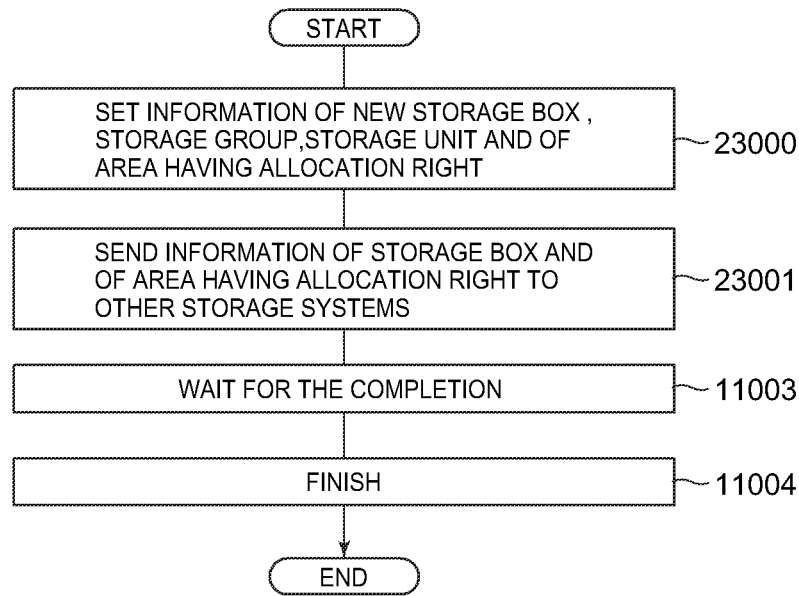 START
SET INFORMATION OF NEW STORAGE BOX ,
STORAGE GROUP,STORAGE UNIT AND OF
AREA HAVING ALLOCATION RIGHT
23000
SEND INFORMATION OF STORAGE BOX AND
OF AREA HAVING ALLOCATION RIGHT TO
OTHER STORAGE SYSTEMS
23001
WAIT FOR THE COMPLETION
11003
FINISH
11004
END